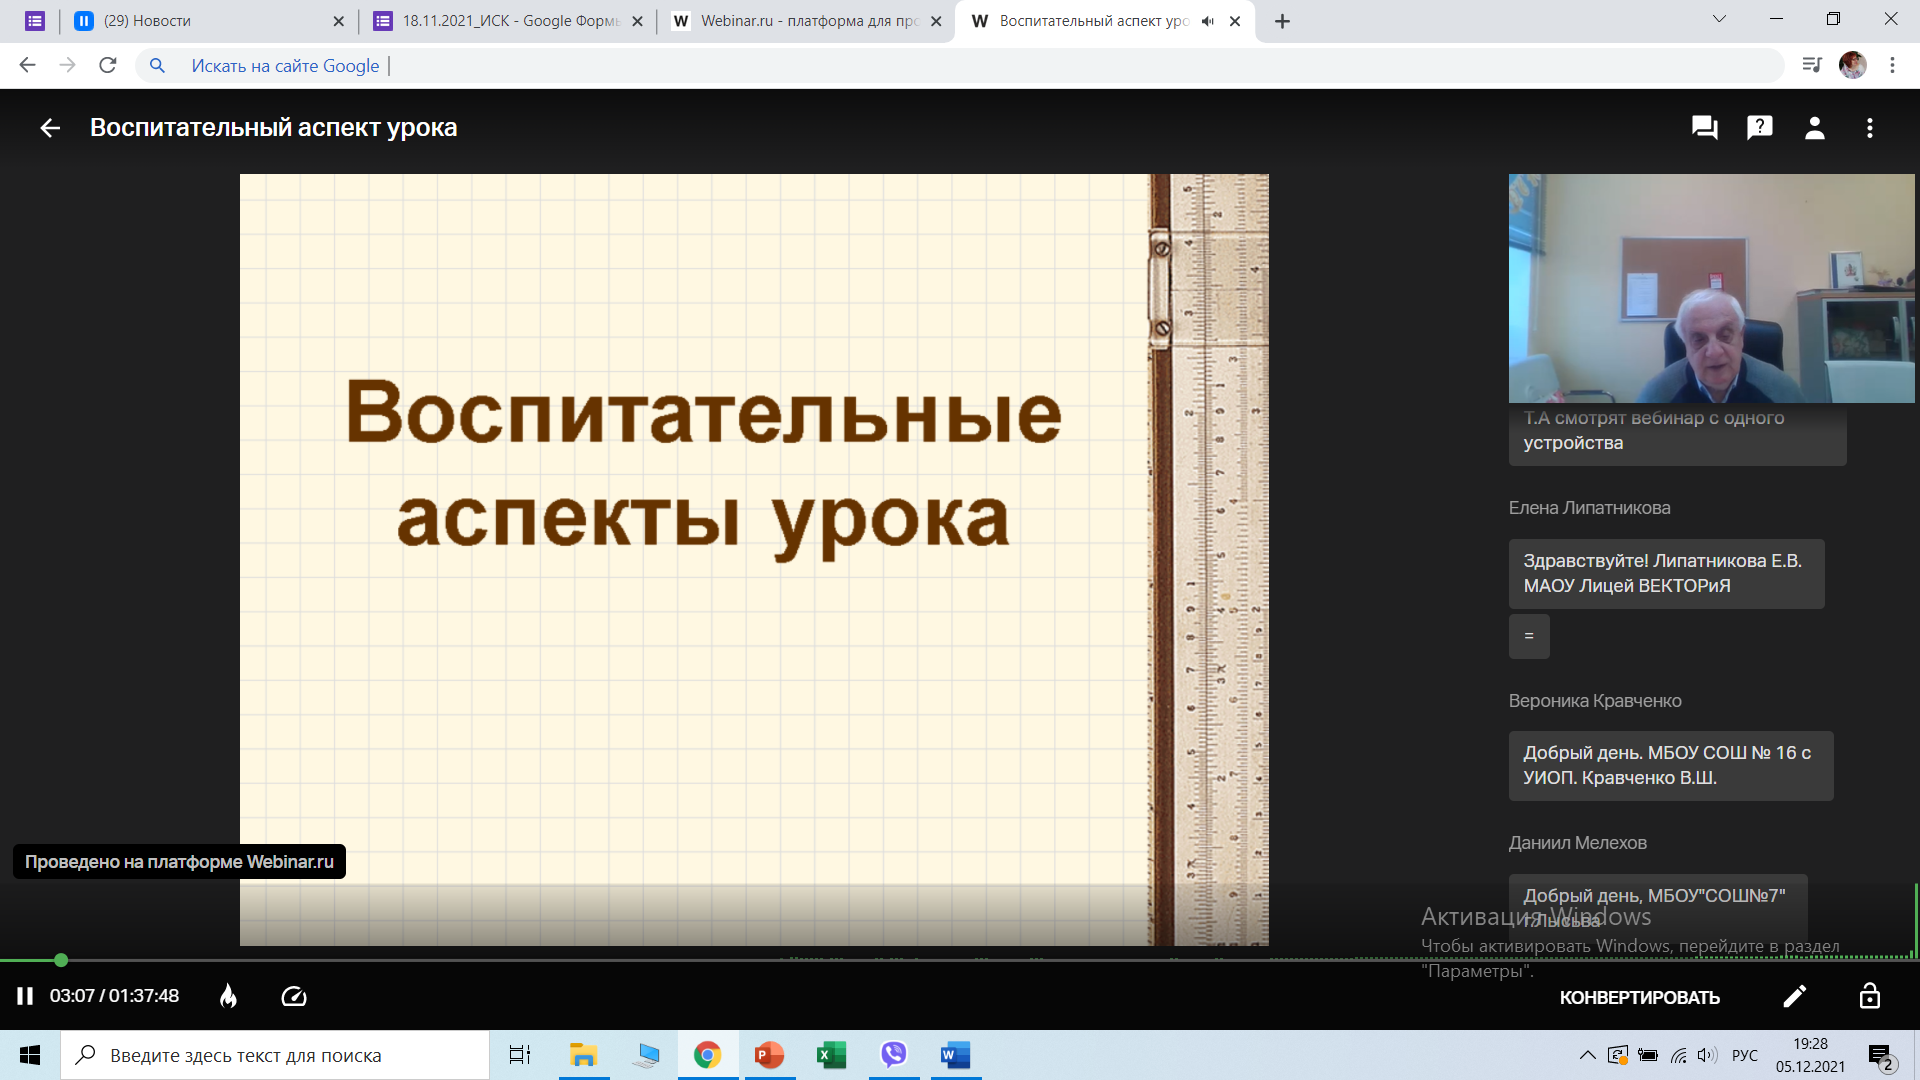 (29) Новости
18.11.2021_ИСК - Google Формы
Webinar.ru - платформа для про
Воспитательный аспект уро
Искать на сайте Google
Воспитательный аспект урока
Воспитательные
аспекты урока
Т.А смотрят вебинар с одного
устройства
Елена Липатникова
Здравствуйте! Липатникова Е.В.
МАОУ Лицей ВЕКТОРиЯ
=
Вероника Кравченко
Добрый день. МБОУ СОШ № 16 с
УИОП. Кравченко В.Ш.
Даниил Мелехов
Добрый день, МБОУ"СОШ№7"
г.Лысьва
Проведено на платформе Webinar.ru
Активация Windows
Чтобы активировать Windows, перейдите в раздел
"Параметры".
03:07 / 01:37:48
КОНВЕРТИРОВАТЬ
Введите здесь текст для поиска
РУС
19:28
05.12.2021
2